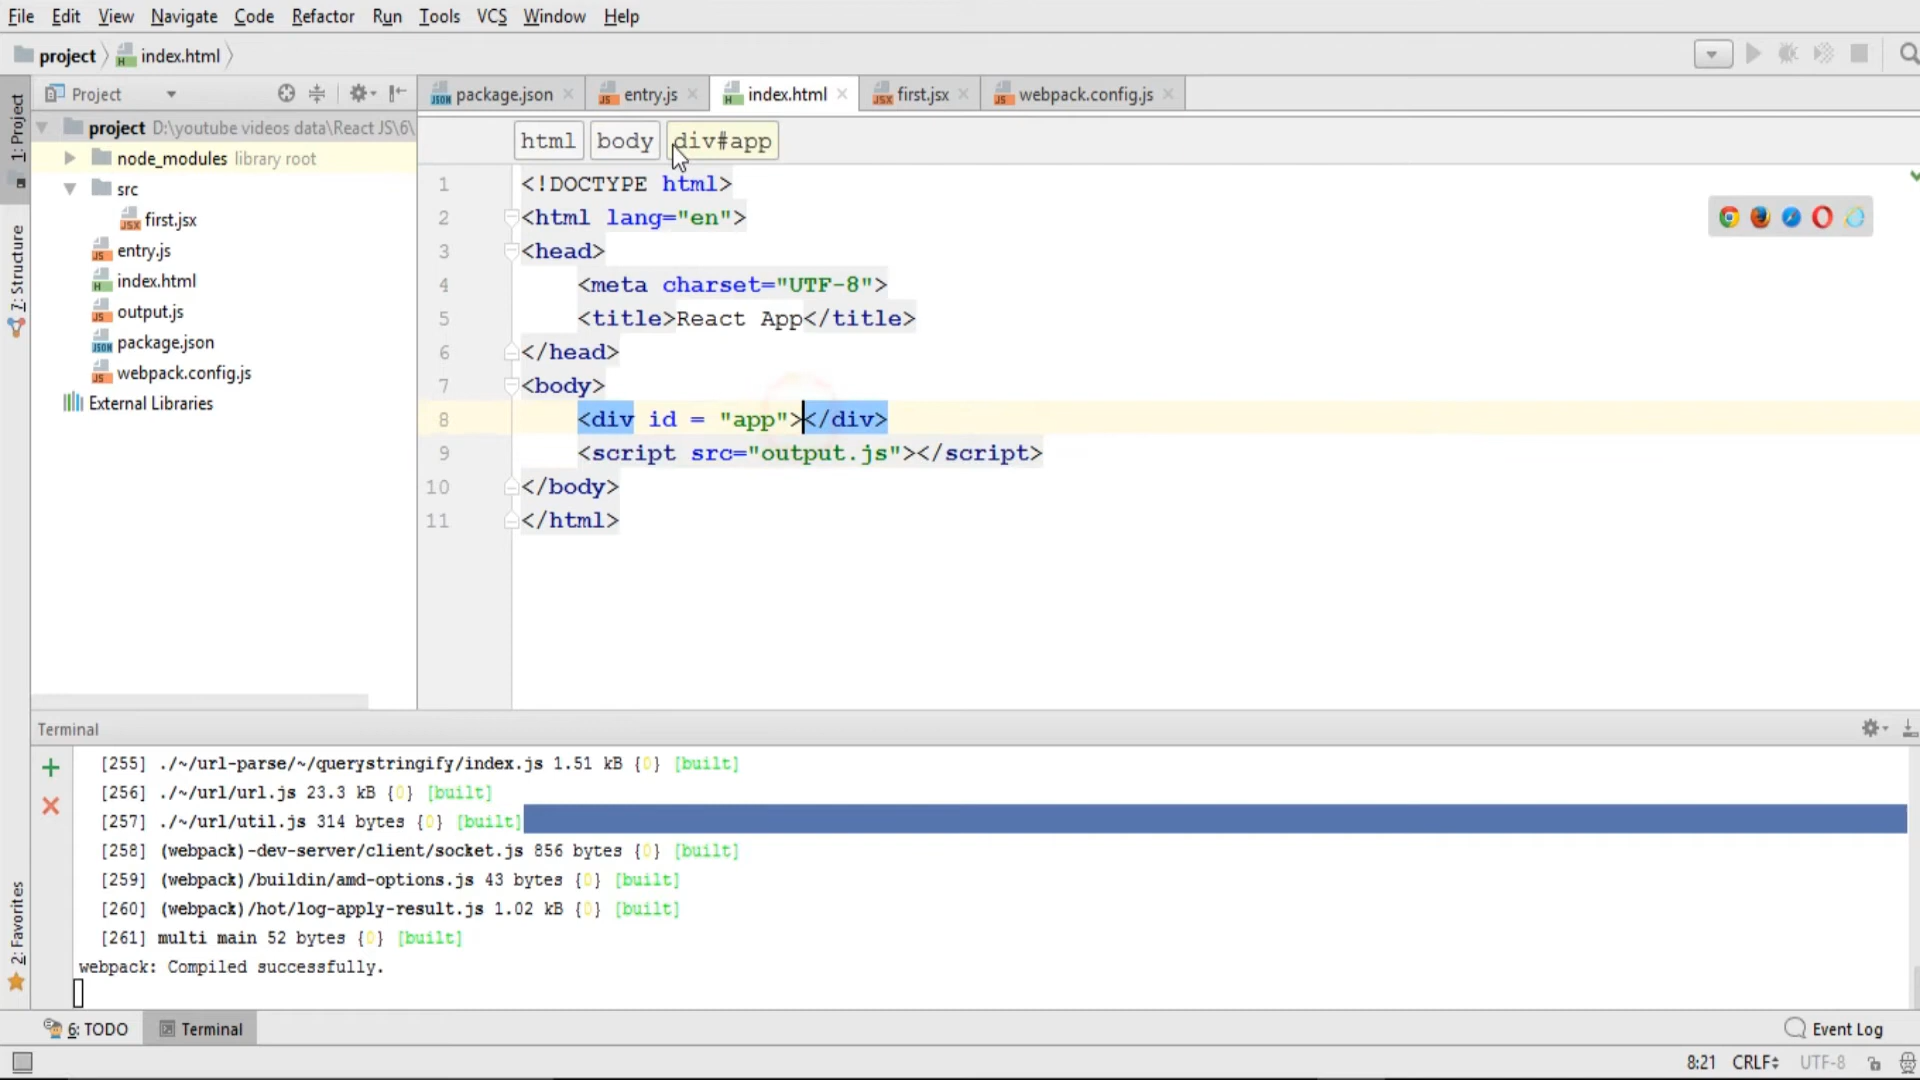 File Edit View Navigate Code Refactor Run Tools VCS Window Help
project index.html
1: Project
7: Structure
2: Favorites
Project
project D:\youtube videos data\React JS\6\
node_modules library root
src
first.jsx
entry.js
index.html
output.js
package.json
webpack.config.js
External Libraries
package.json entry.js index.html first.jsx webpack.config.js
html body div#app
1 <!DOCTYPE html>
2 <html lang="en">
3 <head>
4 <meta charset="UTF-8">
5 <title>React App</title>
6 </head>
7 <body>
8 <div id = "app"></div>
9 <script src="output.js"></script>
10 </body>
11 </html>
Terminal
[255] ./~/url-parse/~/querystringify/index.js 1.51 kB {0} [built]
[256] ./~/url/url.js 23.3 kB {0} [built]
[257] ./~/url/util.js 314 bytes {0} [built]
[258] (webpack)-dev-server/client/socket.js 856 bytes {0} [built]
[259] (webpack)/buildin/amd-options.js 43 bytes {0} [built]
[260] (webpack)/hot/log-apply-result.js 1.02 kB {0} [built]
[261] multi main 52 bytes {0} [built]
webpack: Compiled successfully.
6: TODO Terminal Event Log
8:21 CRLF UTF-8